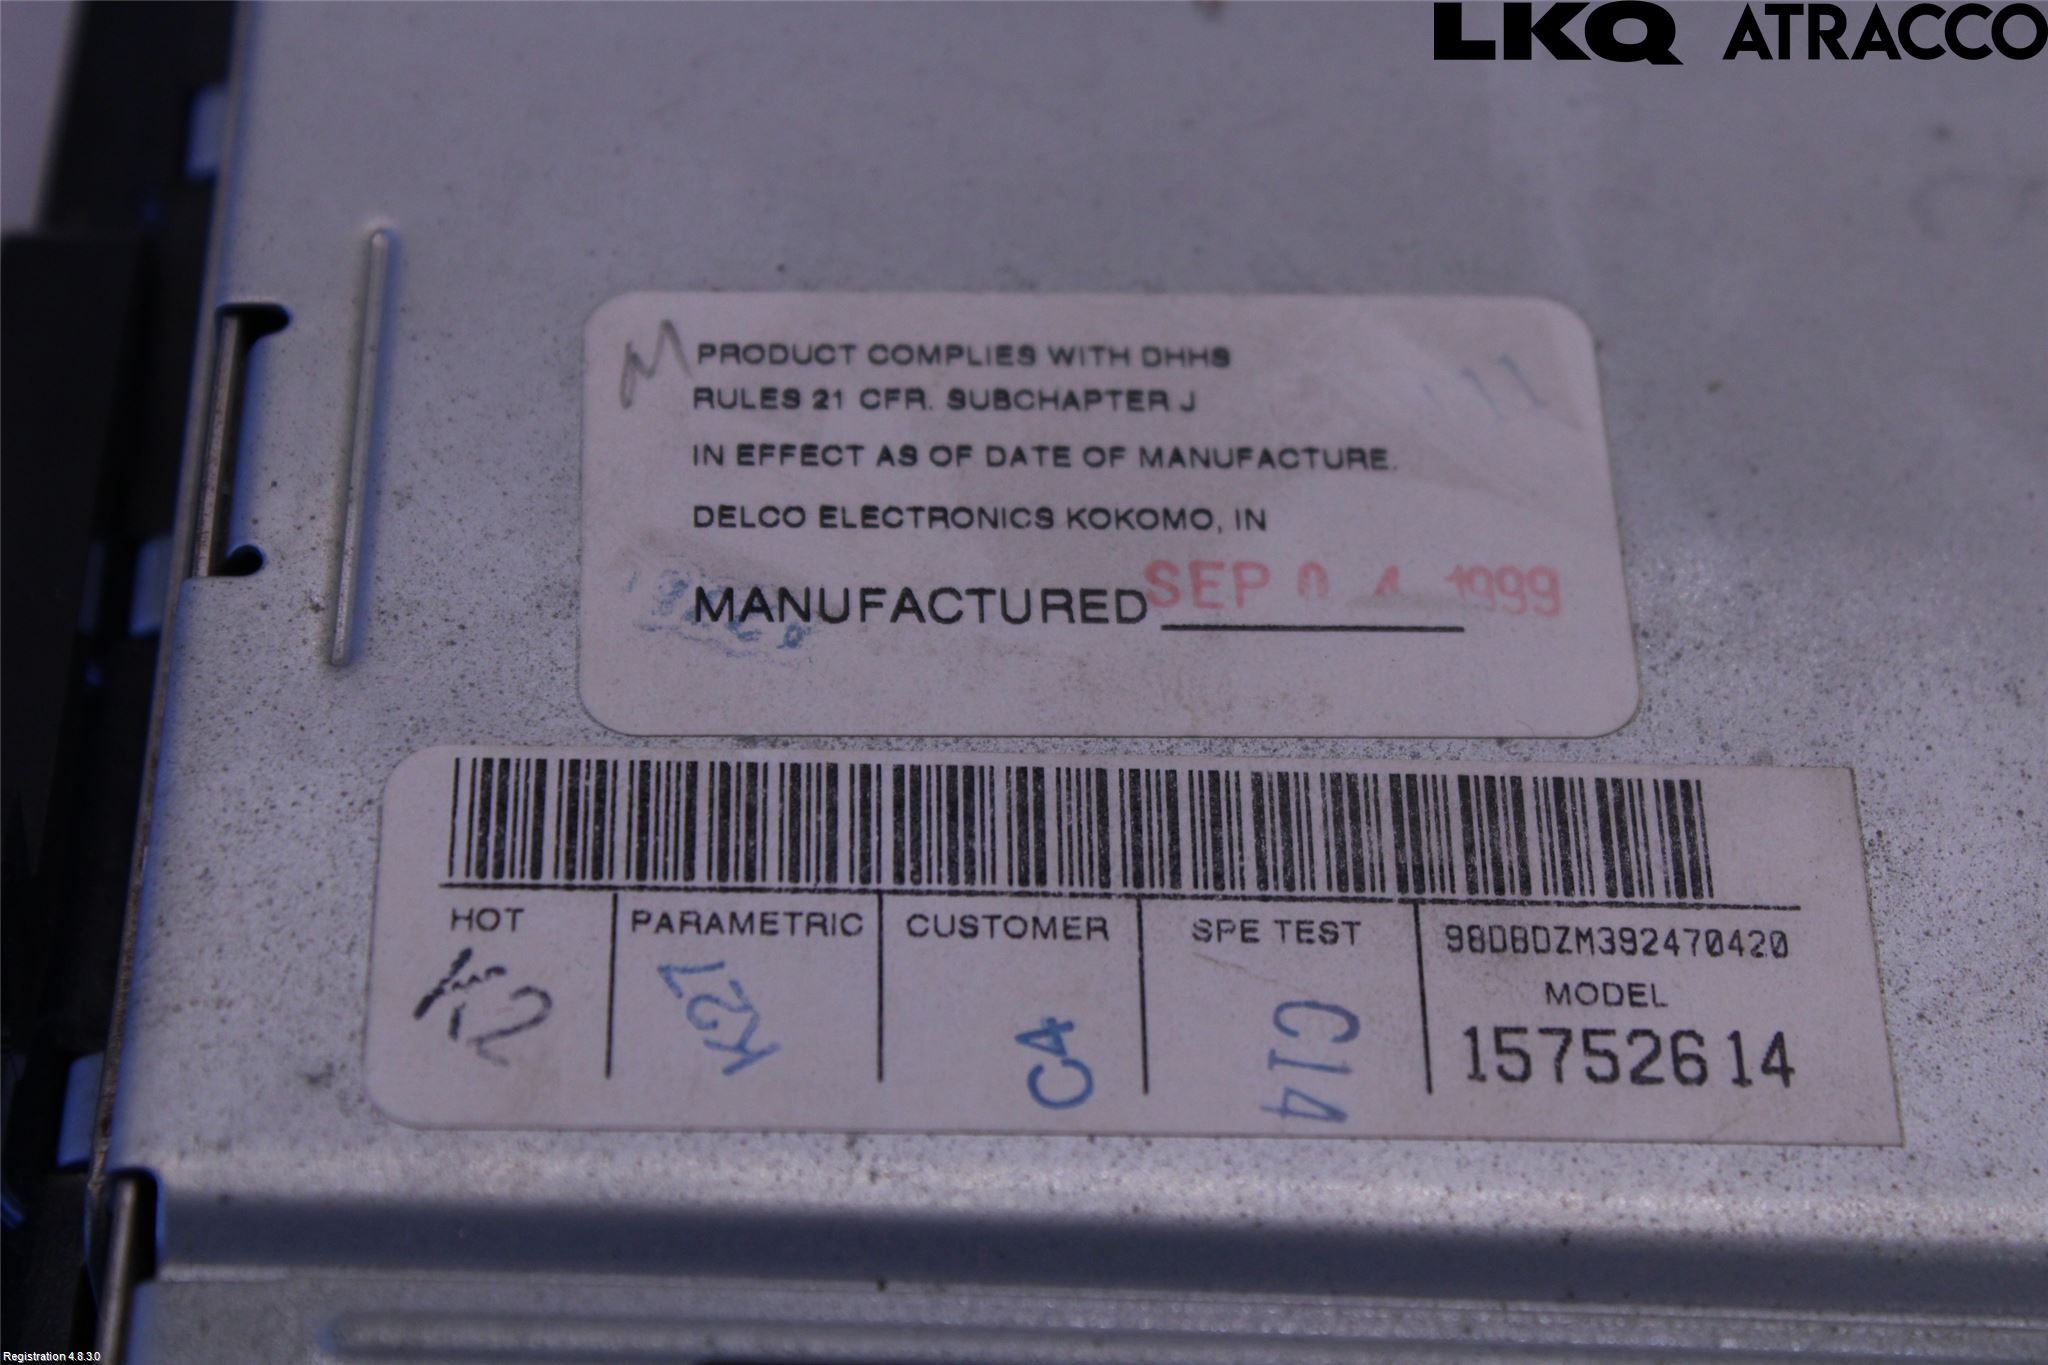 LKQ ATRACCO
M
PRODUCT COMPLIES WITH DHHS
RULES 21 CFR. SUBCHAPTER J
IN EFFECT AS OF DATE OF MANUFACTURE.
DELCO ELECTRONICS KOKOMO, IN
MANUFACTURED SEP 0 4 1999
HOT PARAMETRIC CUSTOMER SPE TEST 98DBDZM392470420
MODEL
K2 K27 C4 C14 15752614
Registration 4.8.3.0